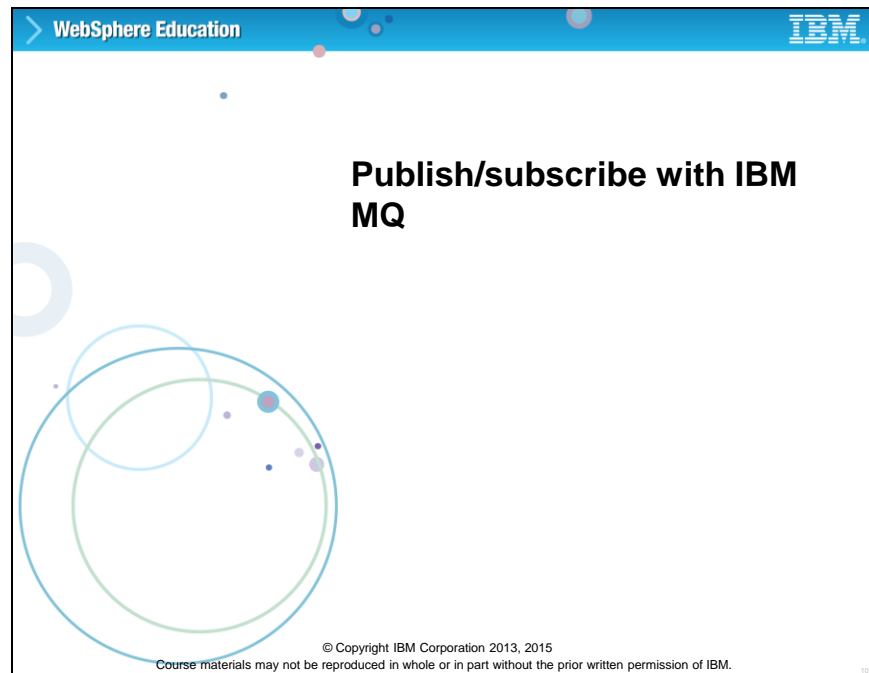 WebSphere Education
IBM®
Publish/subscribe with IBM
MQ
© Copyright IBM Corporation 2013, 2015
Course materials may not be reproduced in whole or in part without the prior written permission of IBM.